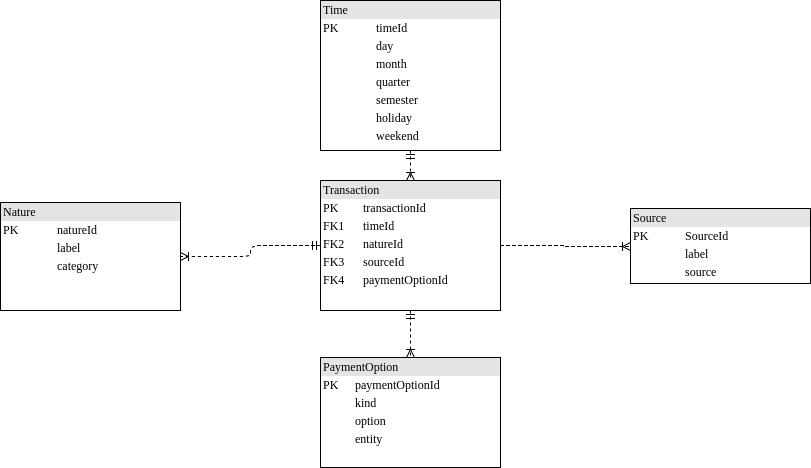 Time
PK timeId
day
month
quarter
semester
holiday
weekend
Nature
PK natureId
label
category
Transaction
PK transactionId
FK1 timeId
FK2 natureId
FK3 sourceId
FK4 paymentOptionId
Source
PK SourceId
label
source
PaymentOption
PK paymentOptionId
kind
option
entity